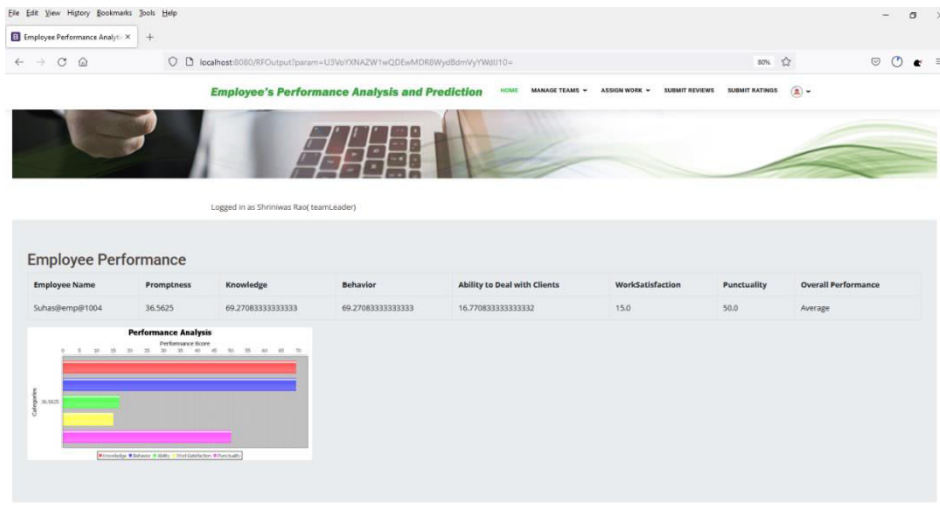 File Edit View History Bookmarks Tools Help
Employee Performance Analyti ×
localhost:8080/RFOutput?param=
80%
Employee's Performance Analysis and Prediction HOME MANAGE TEAMS ASSIGN WORK SUBMIT REVIEWS SUBMIT RATINGS
Logged in as Shriniwas Rao( teamLeader)
Employee Performance
Employee Name Promptness Knowledge Behavior Ability to Deal with Clients WorkSatisfaction Punctuality Overall Performance
Suhas@emp@1004 36.5625 69.27083333333333 69.27083333333333 16.770833333333332 15.0 50.0 Average
Performance Analysis
Performance Score
0 5 10 15 20 25 30 35 40 45 50 55 60 65 70
Categories
36.5625
Knowledge Behavior Ability Work Satisfaction Punctuality